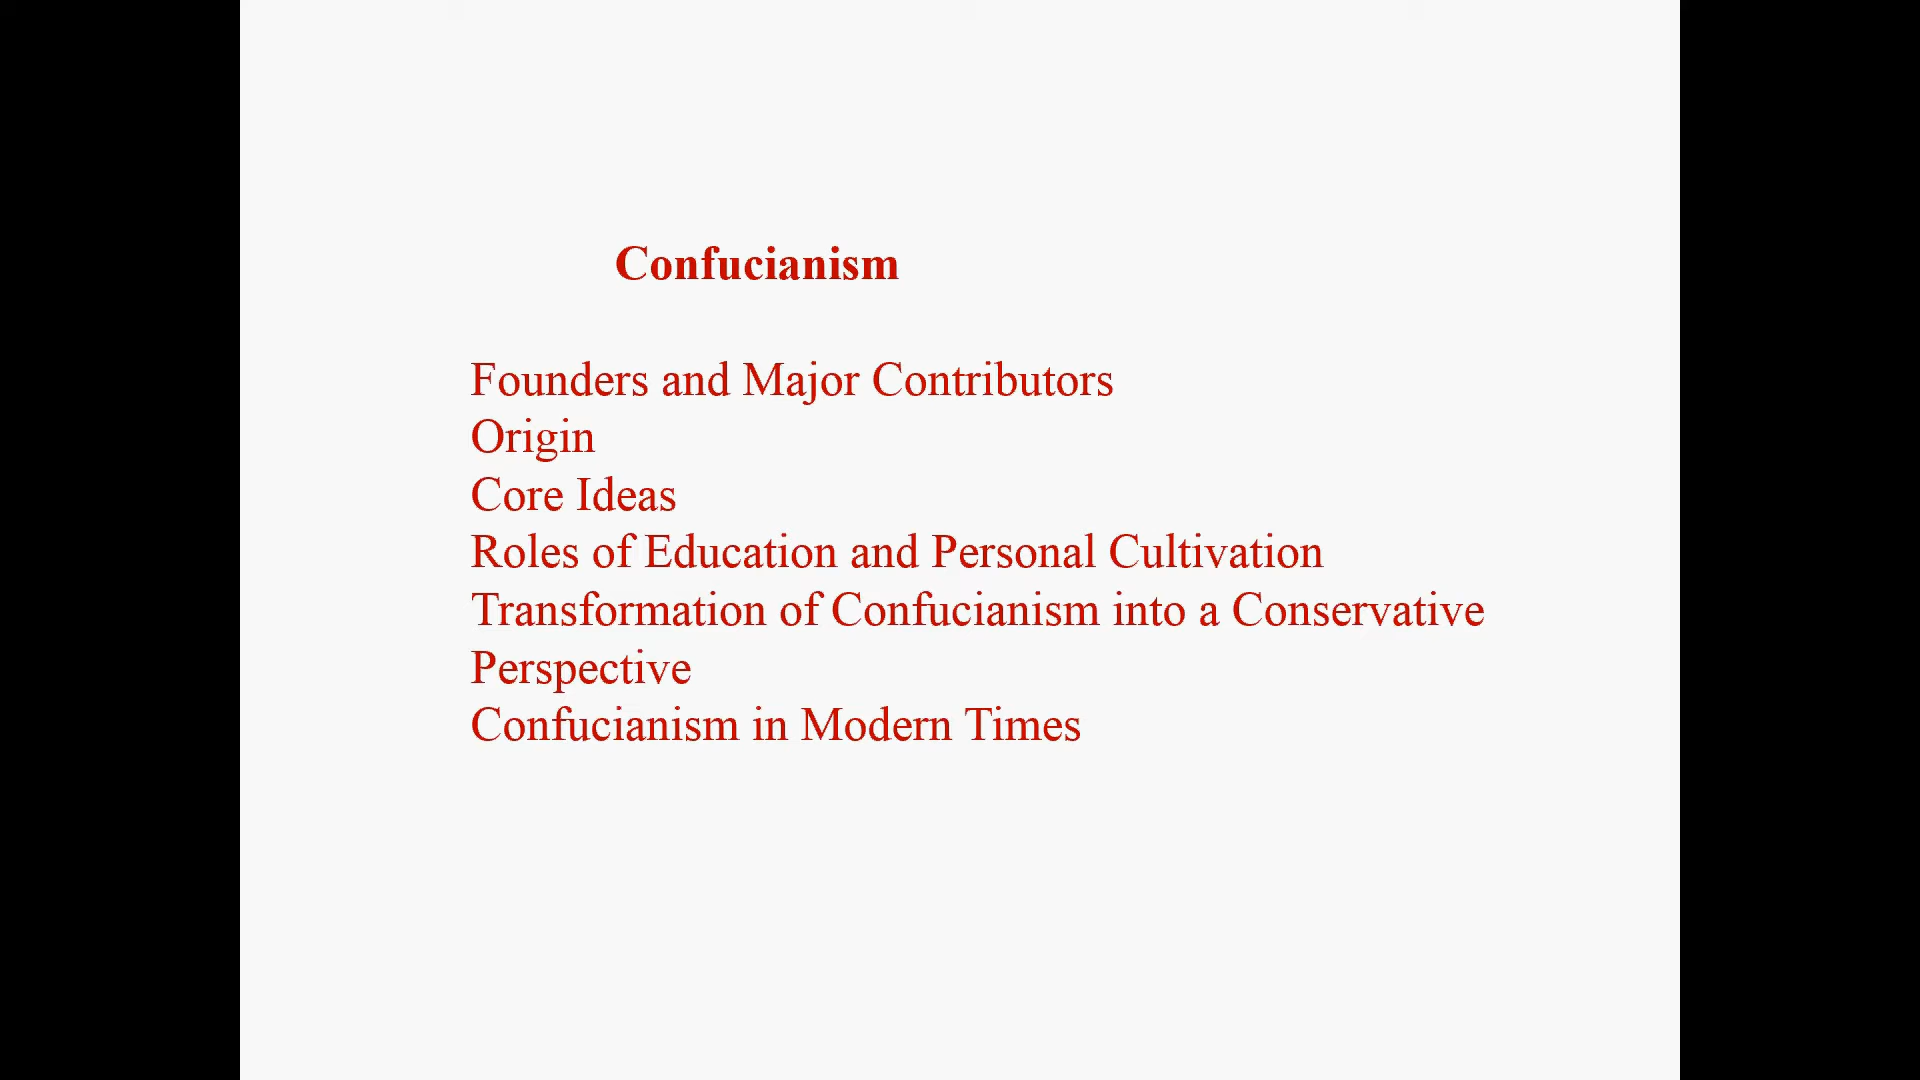 Confucianism
Founders and Major Contributors
Origin
Core Ideas
Roles of Education and Personal Cultivation
Transformation of Confucianism into a Conservative
Perspective
Confucianism in Modern Times